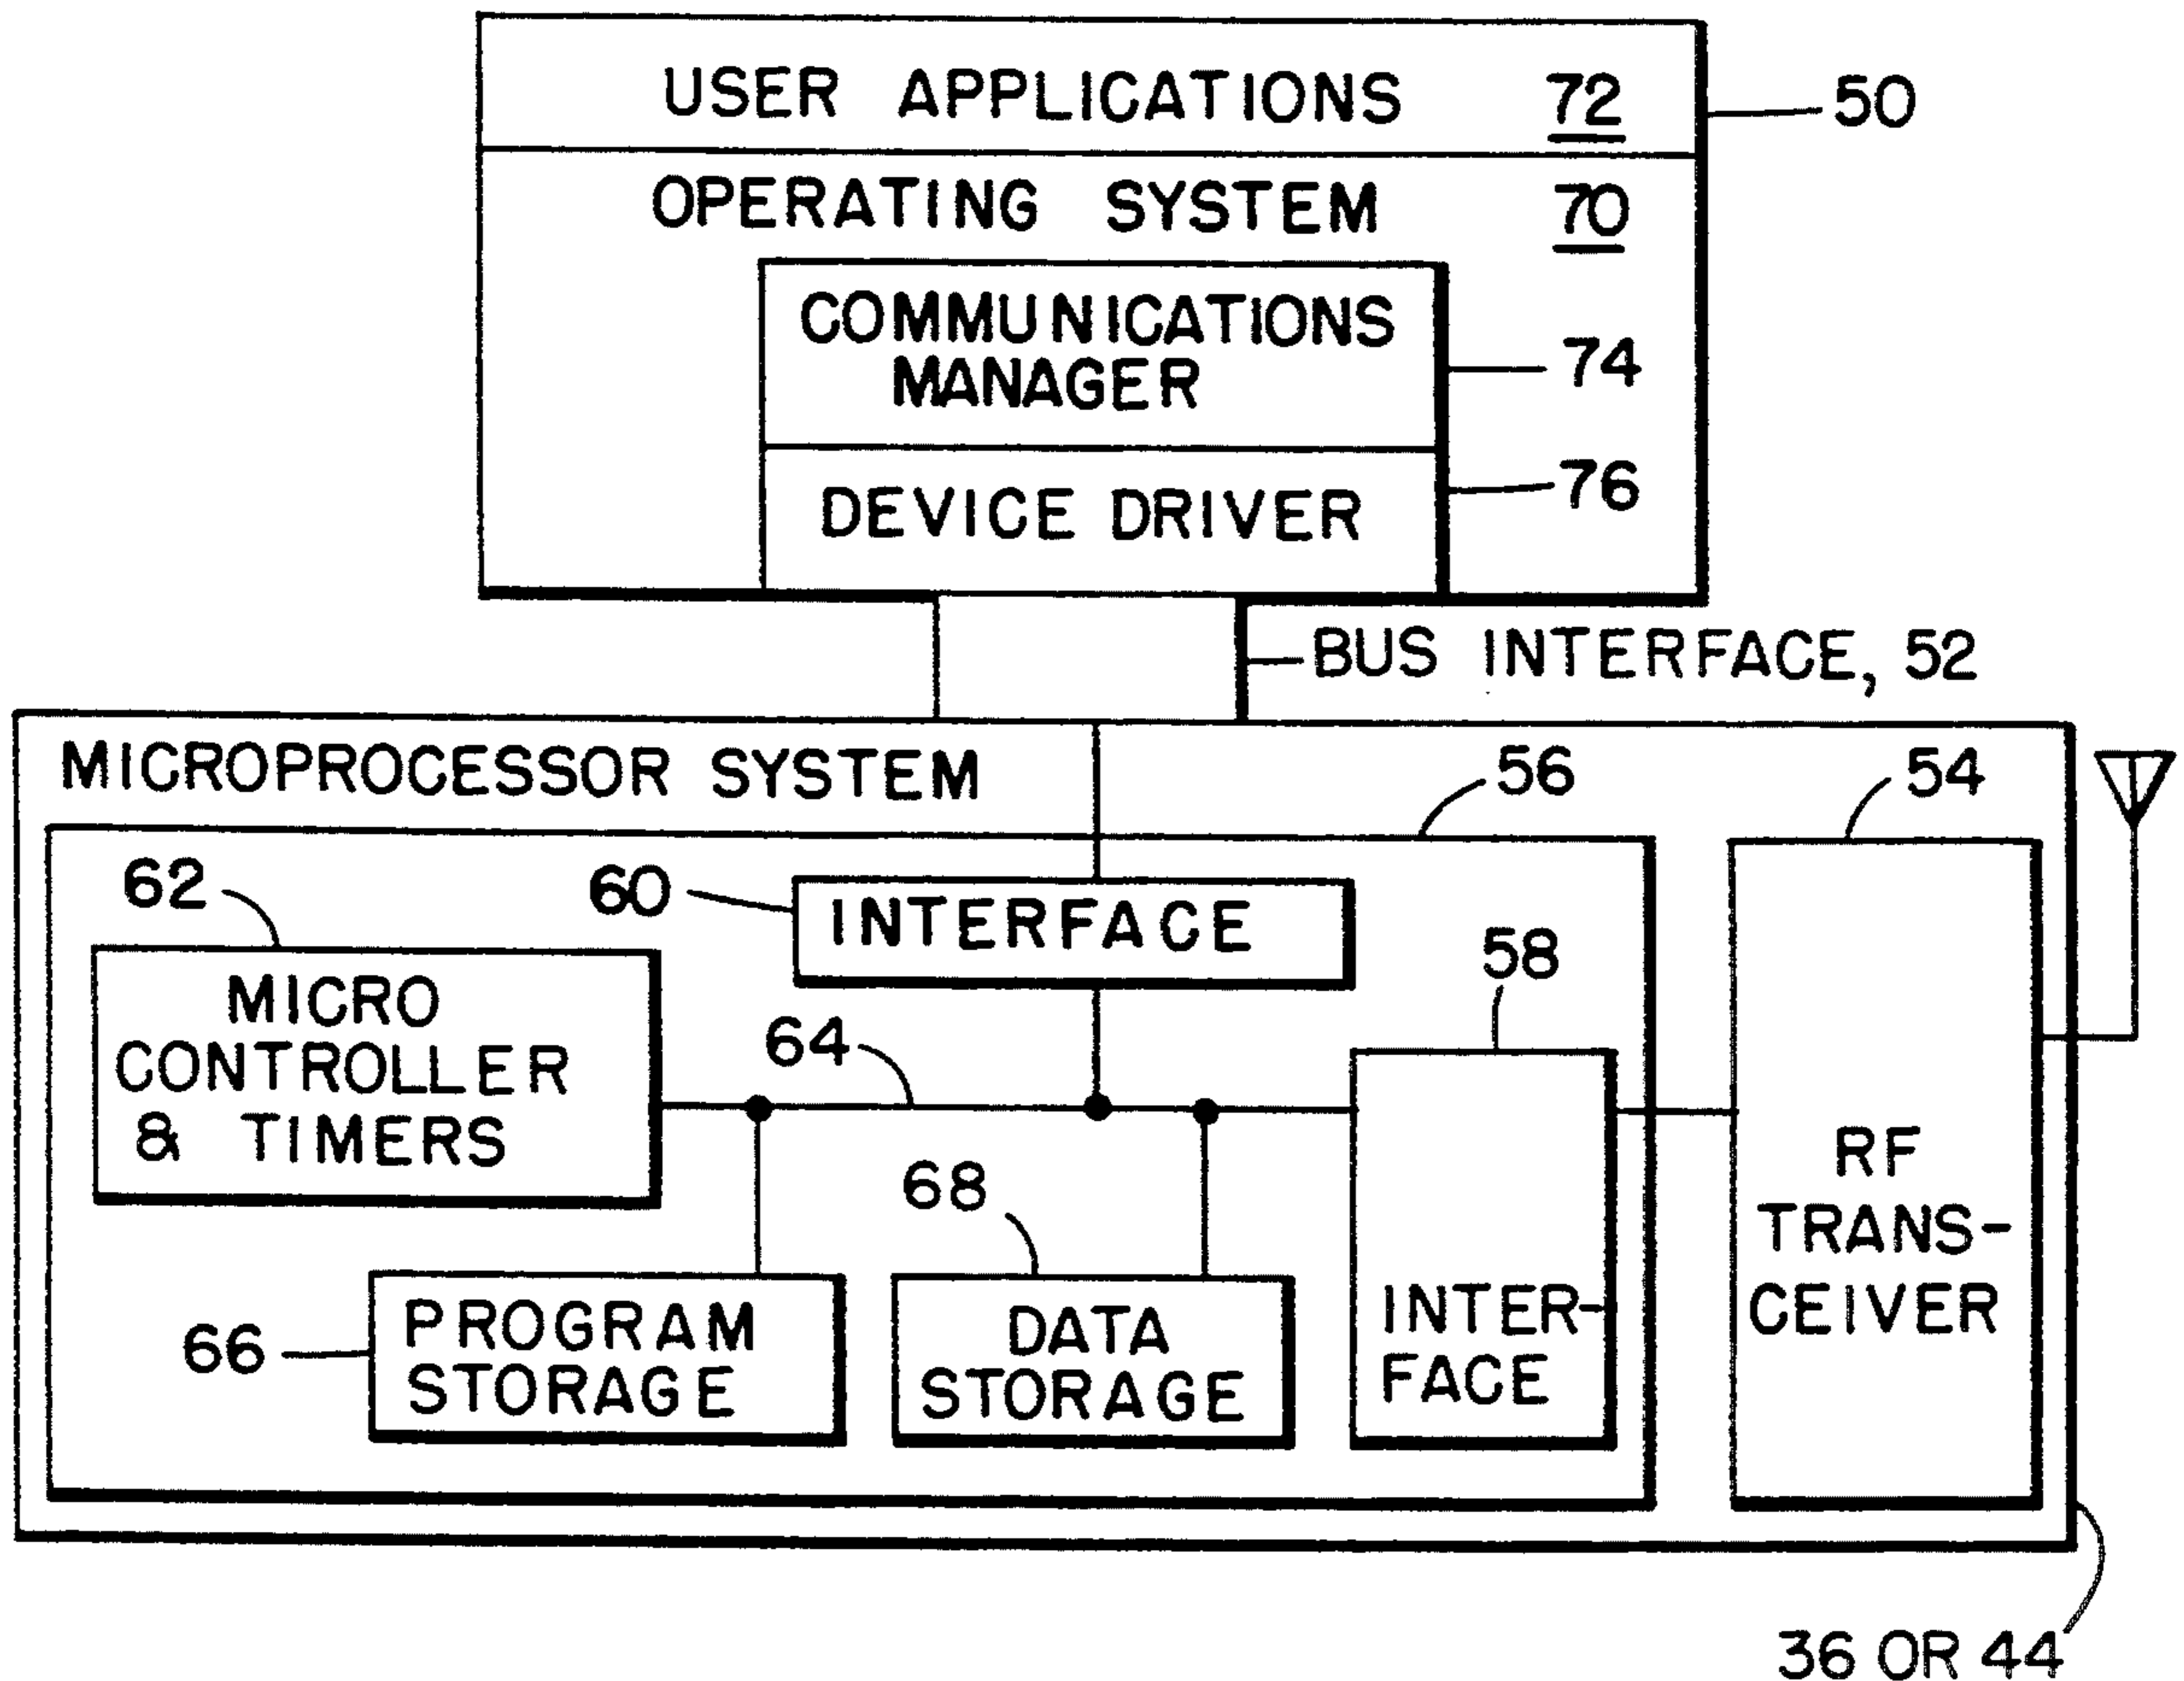 USER APPLICATIONS 72
50
OPERATING SYSTEM 70
COMMUNICATIONS
MANAGER
74
DEVICE DRIVER
76
BUS INTERFACE, 52
MICROPROCESSOR SYSTEM
56
54
62
60
INTERFACE
58
MICRO
CONTROLLER
& TIMERS
64
68
RF
TRANS-
CEIVER
66
PROGRAM
STORAGE
DATA
STORAGE
INTER-
FACE
36 OR 44